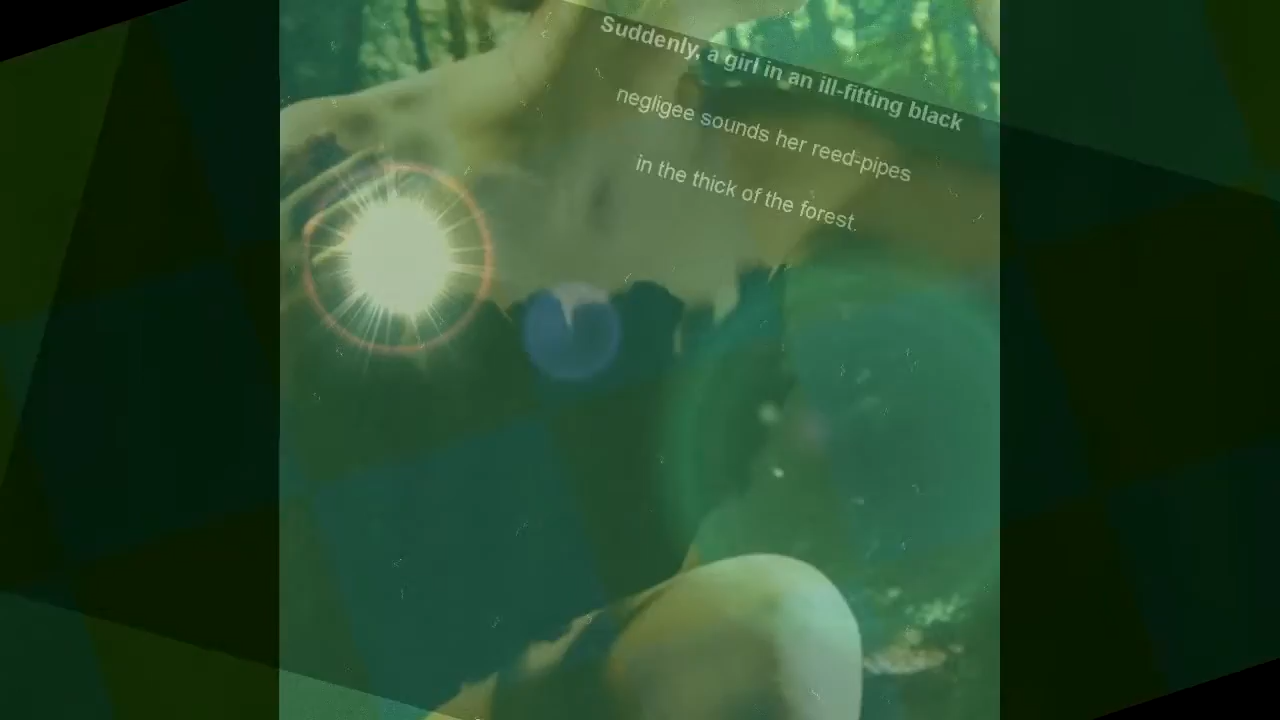 Suddenly, a girl in an ill-fitting black
negligee sounds her reed-pipes
in the thick of the forest.